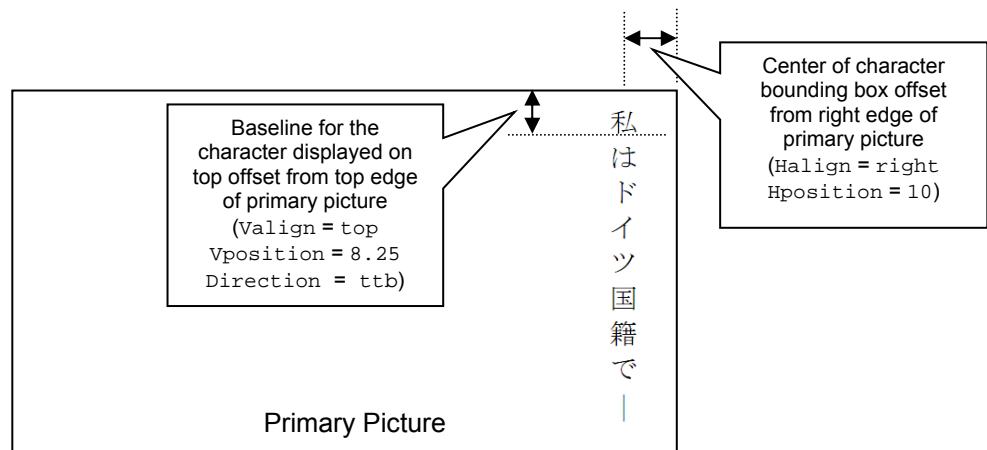 Center of character
bounding box offset
from right edge of
primary picture
(Halign = right
Hposition = 10)
Baseline for the
character displayed on
top offset from top edge
of primary picture
(Valign = top
Vposition = 8.25
Direction = ttb)
私はドイツ国籍で｜
Primary Picture